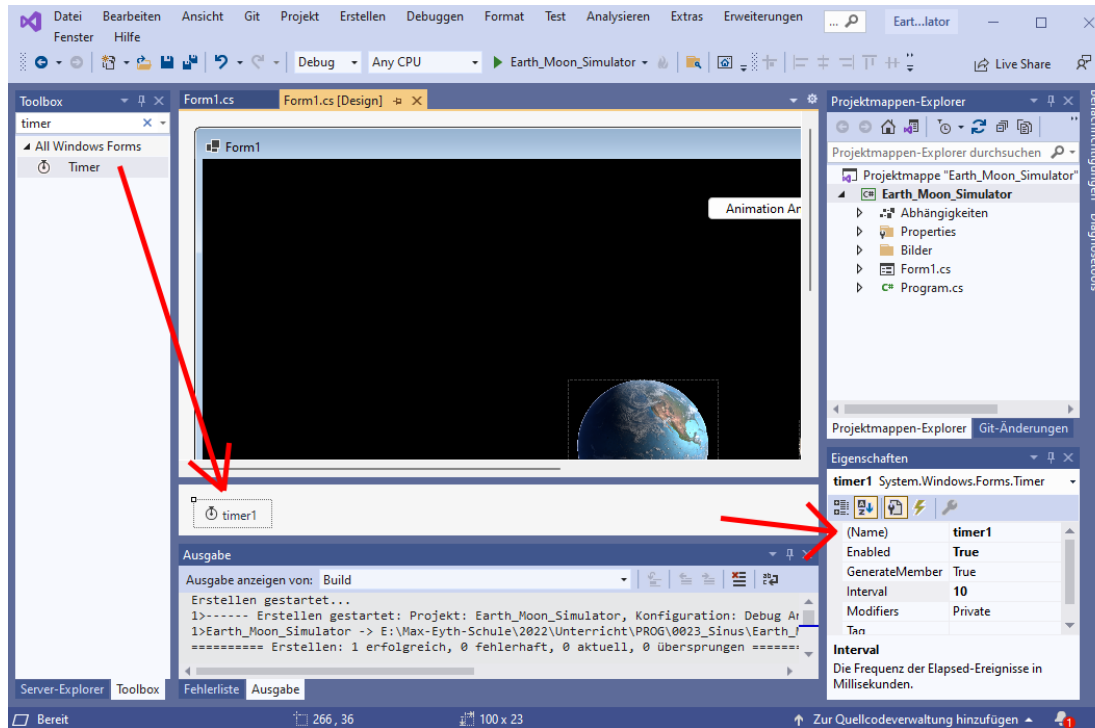 Datei Bearbeiten Ansicht Git Projekt Erstellen Debuggen Format Test Analysieren Extras Erweiterungen
Fenster Hilfe
... Eart...lator
Debug Any CPU Earth_Moon_Simulator Live Share
Toolbox
timer
All Windows Forms
Timer
Form1.cs Form1.cs [Design]
Form1
Animation An
timer1
Ausgabe
Ausgabe anzeigen von: Build
Erstellen gestartet...
1>------ Erstellen gestartet: Projekt: Earth_Moon_Simulator, Konfiguration: Debug
1>Earth_Moon_Simulator -> E:\Max-Eyth-Schule\2022\Unterricht\PROG\0023_Sinus\Earth_
========== Erstellen: 1 erfolgreich, 0 fehlerhaft, 0 aktuell, 0 übersprungen =======
Server-Explorer Toolbox Fehlerliste Ausgabe
Projektmappen-Explorer
Projektmappen-Explorer durchsuchen
Projektmappe "Earth_Moon_Simulator"
C# Earth_Moon_Simulator
Abhängigkeiten
Properties
Bilder
Form1.cs
C# Program.cs
Projektmappen-Explorer Git-Änderungen
Eigenschaften
timer1 System.Windows.Forms.Timer
(Name) timer1
Enabled True
GenerateMember True
Interval 10
Modifiers Private
Tag
Interval
Die Frequenz der Elapsed-Ereignisse in
Millisekunden.
Benachrichtigungen Diagnosetools
Bereit 266 , 36 100 x 23 Zur Quellcodeverwaltung hinzufügen 1